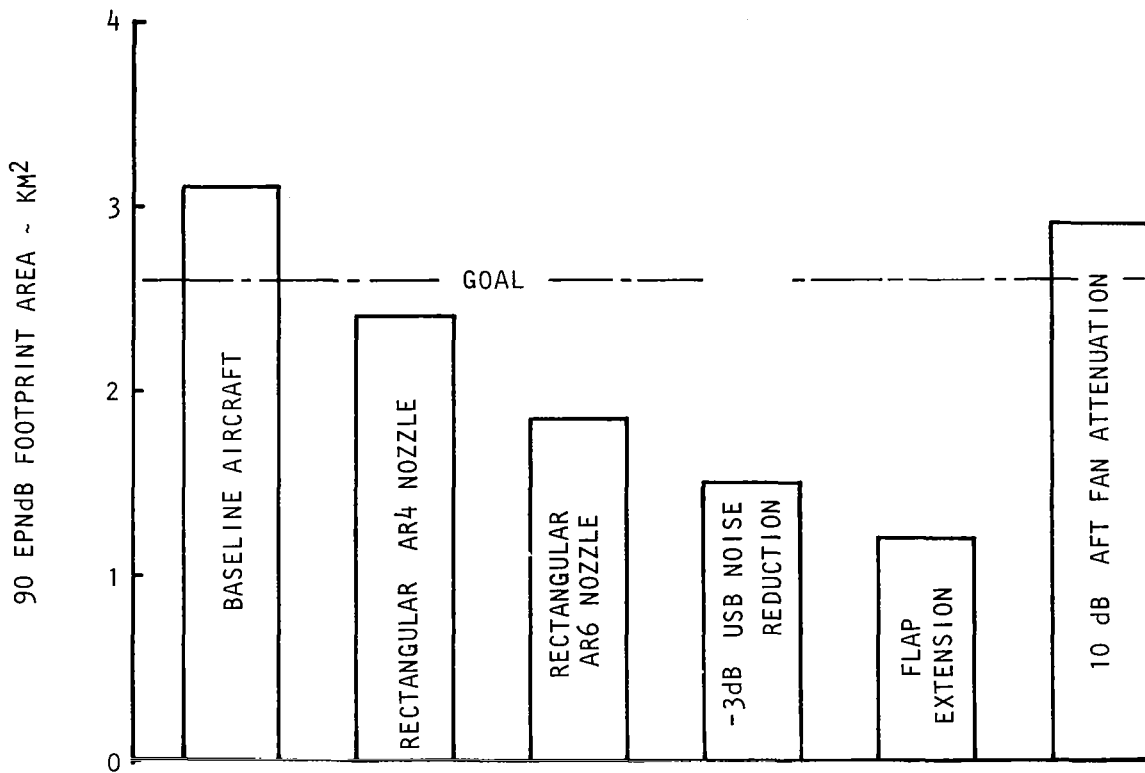 4
3
2
1
0
90 EPNdB FOOTPRINT AREA ~ KM²
GOAL
BASELINE AIRCRAFT
RECTANGULAR AR4 NOZZLE
RECTANGULAR
AR6 NOZZLE
-3dB USB NOISE
REDUCTION
FLAP
EXTENSION
10 dB AFT FAN ATTENUATION